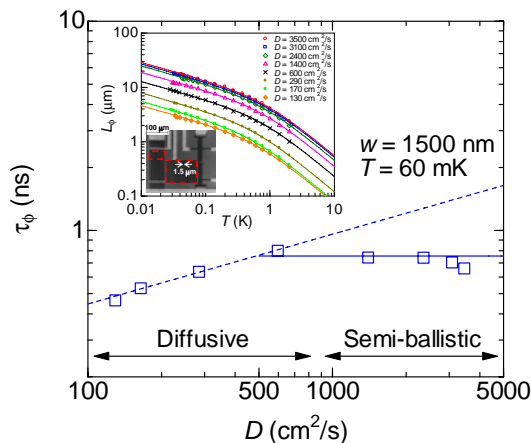 100
D = 3500 cm²/s
D = 3100 cm²/s
D = 2400 cm²/s
D = 1400 cm²/s
D = 600 cm²/s
D = 290 cm²/s
D = 170 cm²/s
D = 130 cm²/s
10
1
0.1
Lϕ (μm)
100 μm
1.5 μm
0.01 0.1 1 10
T (K)
w = 1500 nm
T = 60 mK
10
1
τϕ (ns)
Diffusive
Semi-ballistic
100 500 1000 5000
D (cm²/s)